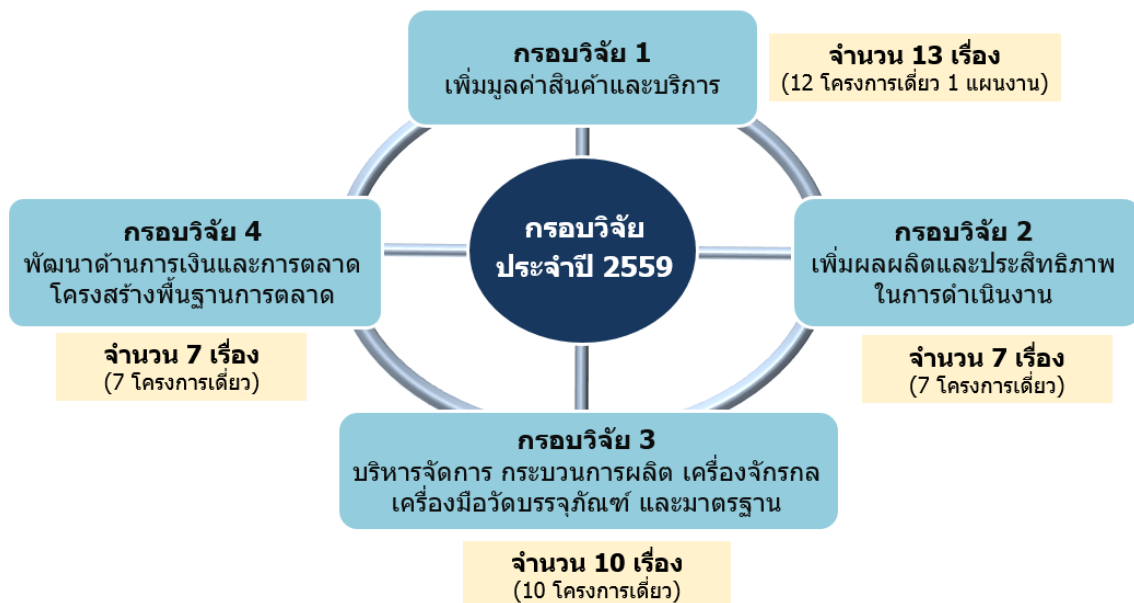 กรอบวิจัย 1
เพิ่มมูลค่าสินค้าและบริการ
จำนวน 13 เรื่อง
(12 โครงการเดี่ยว 1 แผนงาน)
กรอบวิจัย
ประจำปี 2559
กรอบวิจัย 4
พัฒนาด้านการเงินและการตลาด
โครงสร้างพื้นฐานการตลาด
จำนวน 7 เรื่อง
(7 โครงการเดี่ยว)
กรอบวิจัย 2
เพิ่มผลผลิตและประสิทธิภาพ
ในการดำเนินงาน
จำนวน 7 เรื่อง
(7 โครงการเดี่ยว)
กรอบวิจัย 3
บริหารจัดการ กระบวนการผลิต เครื่องจักรกล
เครื่องมือวัดบรรจุภัณฑ์ และมาตรฐาน
จำนวน 10 เรื่อง
(10 โครงการเดี่ยว)